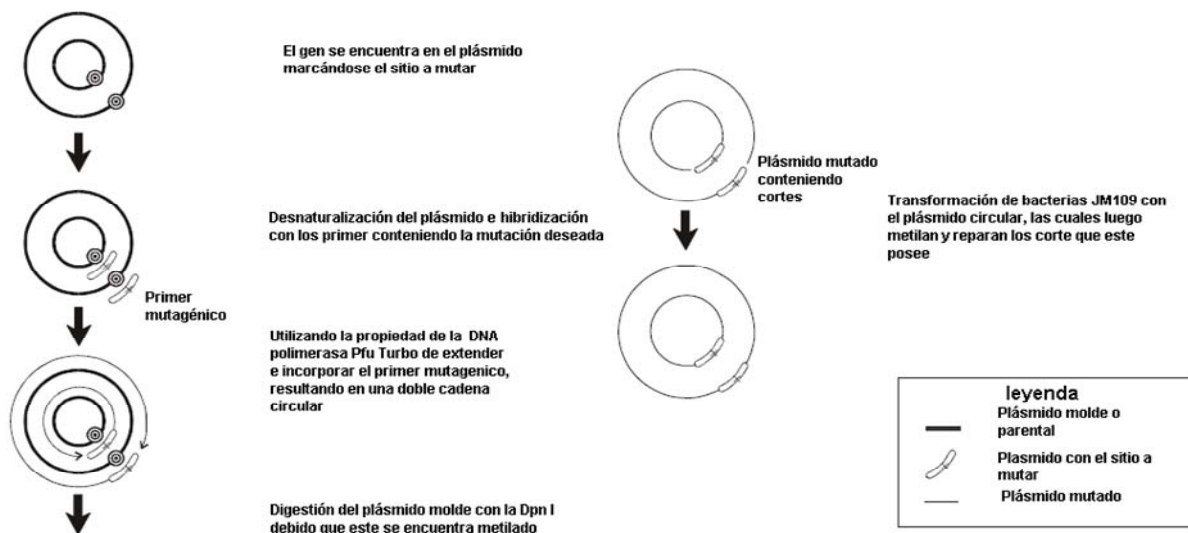 El gen se encuentra en el plásmido
marcándose el sitio a mutar
Desnaturalización del plásmido e hibridización
con los primer conteniendo la mutación deseada
Primer
mutagénico
Utilizando la propiedad de la DNA
polimerasa Pfu Turbo de extender
e incorporar el primer mutagenico,
resultando en una doble cadena
circular
Digestión del plásmido molde con la Dpn I
debido que este se encuentra metilado
Plásmido mutado
conteniendo
cortes
Transformación de bacterias JM109 con
el plásmido circular, las cuales luego
metilan y reparan los corte que este
posee
leyenda
Plásmido molde o
parental
Plasmido con el sitio a
mutar
Plásmido mutado